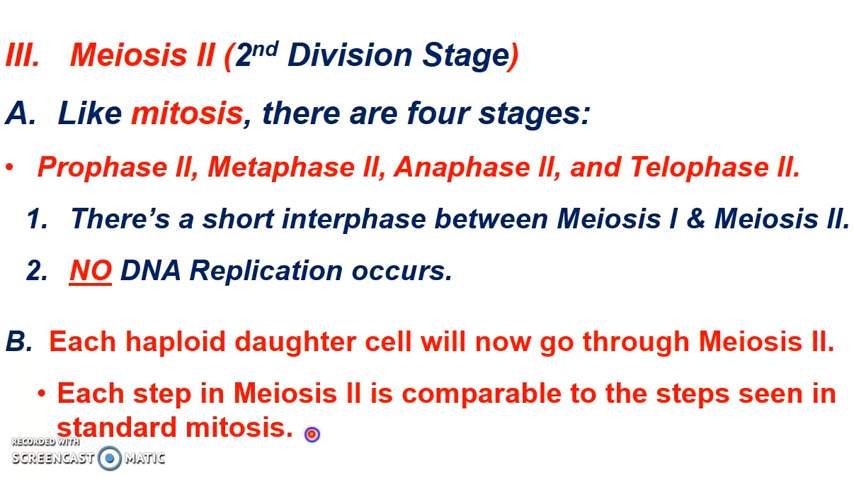 III. Meiosis II (2nd Division Stage)
A. Like mitosis, there are four stages:
• Prophase II, Metaphase II, Anaphase II, and Telophase II.
1. There's a short interphase between Meiosis I & Meiosis II.
2. NO DNA Replication occurs.
B. Each haploid daughter cell will now go through Meiosis II.
• Each step in Meiosis II is comparable to the steps seen in
standard mitosis.
RECORDED WITH
SCREENCAST MATIC